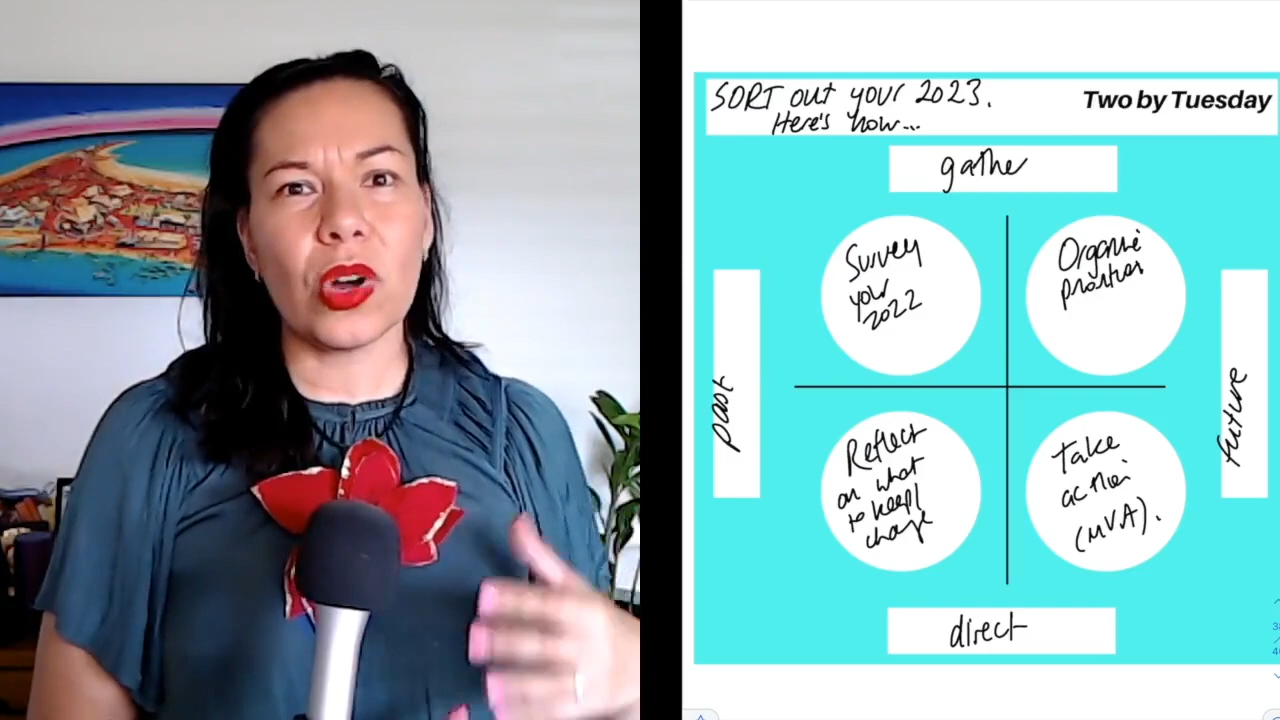 SORT out your 2023.
Here's how...
Two by Tuesday
gather
Survey
your
2022
Organise
priorities
past
future
Reflect
on what
to keep/
change
Take
action
(MVA).
direct